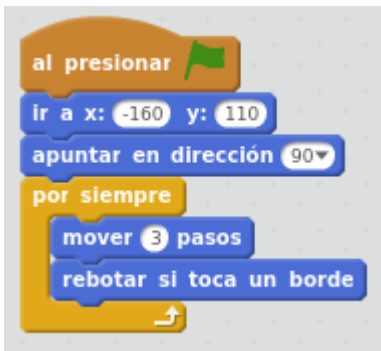 al presionar
ir a x: -160 y: 110
apuntar en dirección 90
por siempre
mover 3 pasos
rebotar si toca un borde